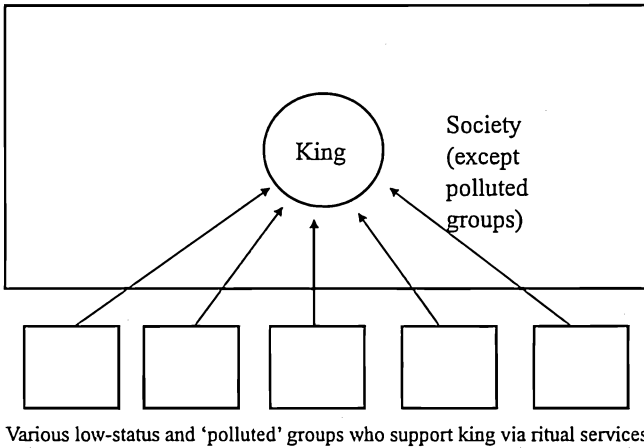 King
Society
(except
polluted
groups)
Various low-status and ‘polluted’ groups who support king via ritual services